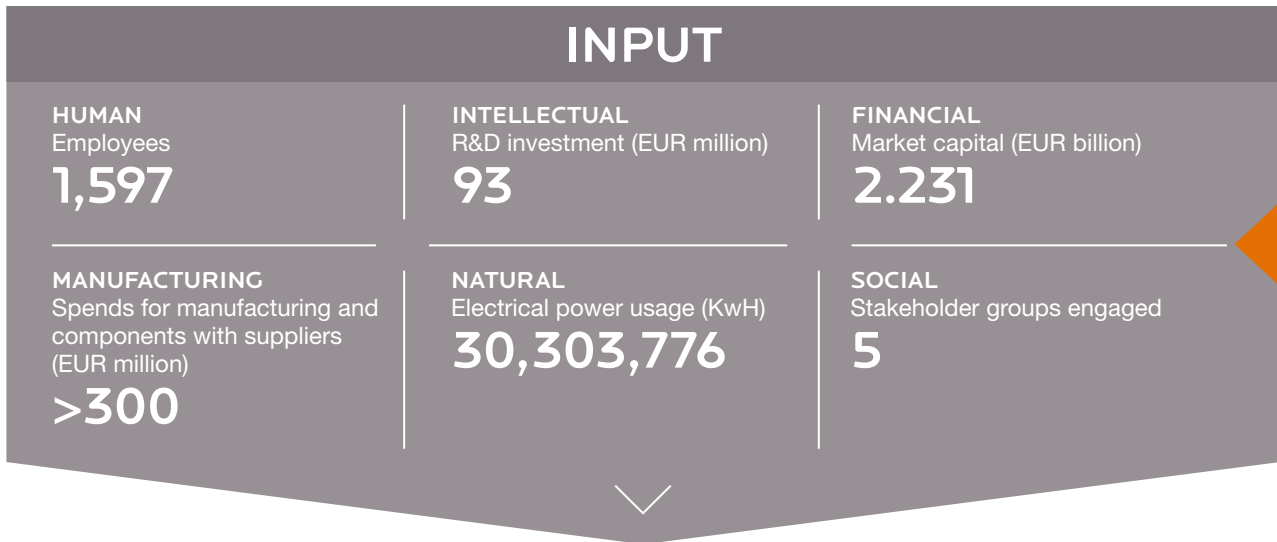 INPUT
HUMAN
Employees
1,597
INTELLECTUAL
R&D investment (EUR million)
93
FINANCIAL
Market capital (EUR billion)
2.231
MANUFACTURING
Spends for manufacturing and
components with suppliers
(EUR million)
>300
NATURAL
Electrical power usage (KwH)
30,303,776
SOCIAL
Stakeholder groups engaged
5